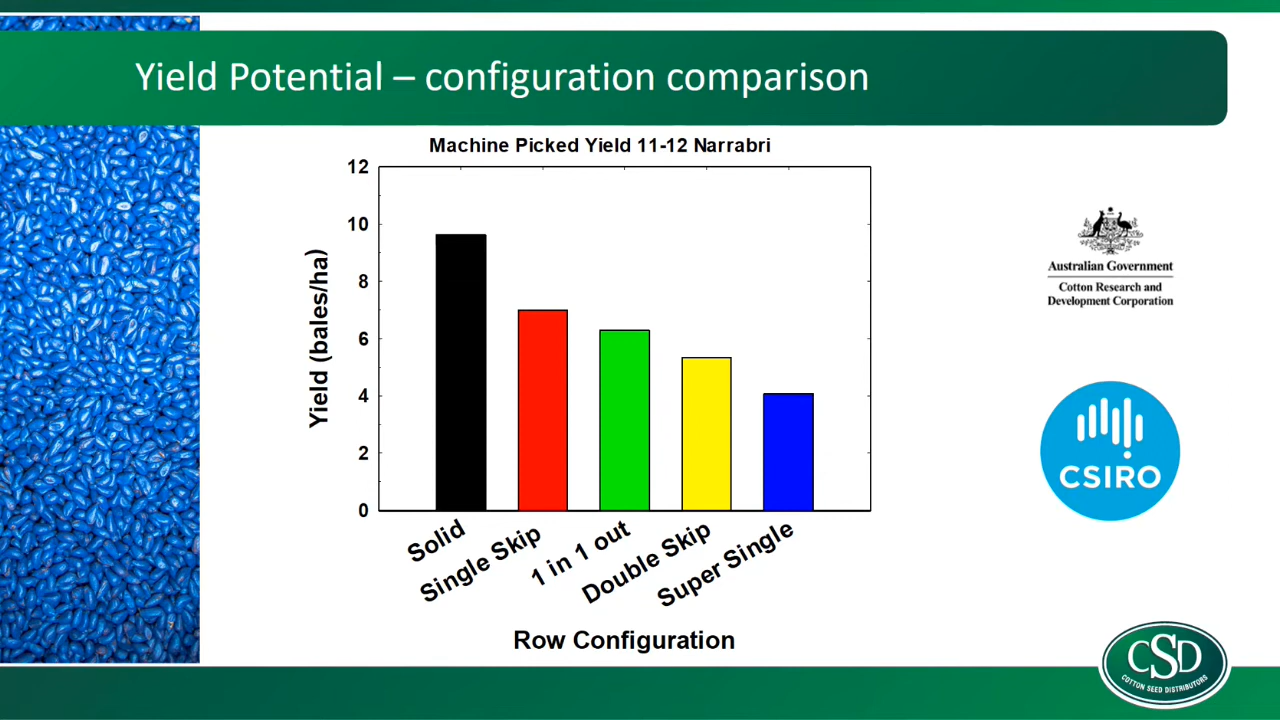 Yield Potential – configuration comparison
Machine Picked Yield 11-12 Narrabri
12
10
8
6
4
2
0
Yield (bales/ha)
Solid
Single Skip
1 in 1 out
Double Skip
Super Single
Row Configuration
Australian Government
Cotton Research and
Development Corporation
CSIRO
CSD
COTTON SEED DISTRIBUTORS